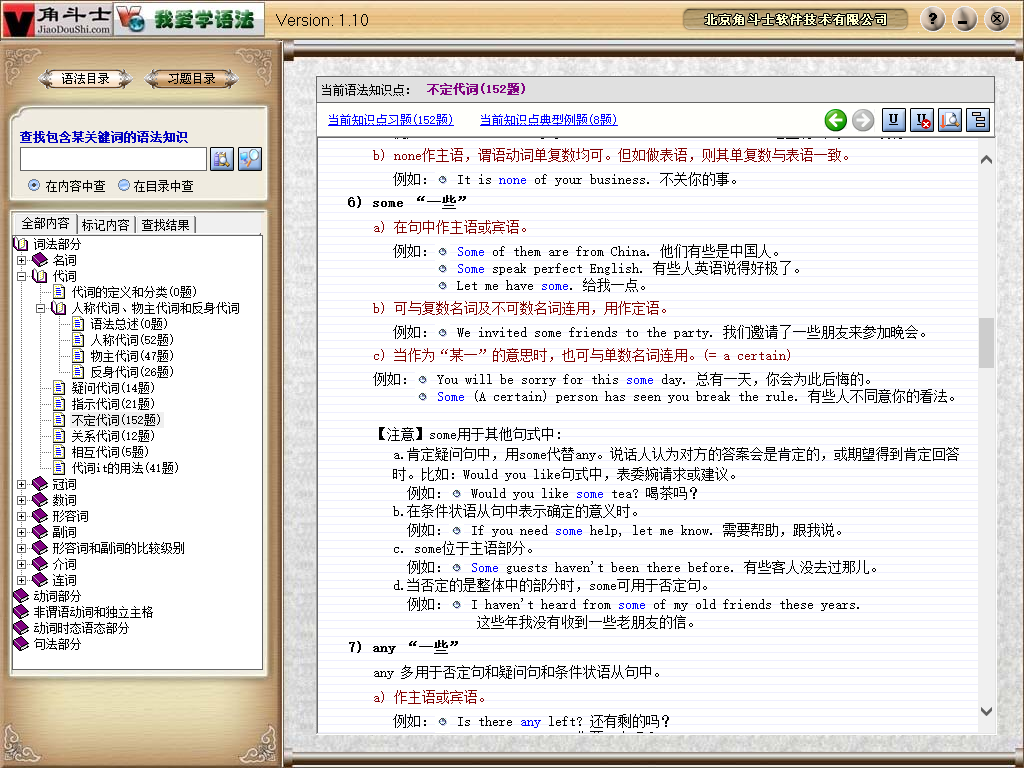 角斗士
JiaoDouShi.com
我爱学语法
Version: 1.10
北京角斗士软件技术有限公司
语法目录
习题目录
查找包含某关键词的语法知识
在内容中查
在目录中查
全部内容
标记内容
查找结果
词法部分
名词
代词
代词的定义和分类(0题)
人称代词、物主代词和反身代词
语法总述(0题)
人称代词(52题)
物主代词(47题)
反身代词(26题)
疑问代词(14题)
指示代词(21题)
不定代词(152题)
关系代词(12题)
相互代词(5题)
代词it的用法(41题)
冠词
数词
形容词
副词
形容词和副词的比较级别
介词
连词
动词部分
非谓语动词和独立主格
动词时态语态部分
句法部分
当前语法知识点： 不定代词(152题)
当前知识点习题(152题)
当前知识点典型例题(8题)
b) none作主语，谓语动词单复数均可。但如做表语，则其单复数与表语一致。
例如： It is none of your business. 不关你的事。
6) some “一些”
a) 在句中作主语或宾语。
例如： Some of them are from China. 他们有些是中国人。
Some speak perfect English. 有些人英语说得好极了。
Let me have some. 给我一点。
b) 可与复数名词及不可数名词连用，用作定语。
例如： We invited some friends to the party. 我们邀请了一些朋友来参加晚会。
c) 当作为“某一”的意思时，也可与单数名词连用。(= a certain)
例如： You will be sorry for this some day. 总有一天，你会为此后悔的。
Some (A certain) person has seen you break the rule. 有些人不同意你的看法。
【注意】some用于其他句式中：
a.肯定疑问句中，用some代替any。说话人认为对方的答案会是肯定的，或期望得到肯定回答
时。比如：Would you like句式中，表委婉请求或建议。
例如： Would you like some tea? 喝茶吗？
b.在条件状语从句中表示确定的意义时。
例如： If you need some help, let me know. 需要帮助，跟我说。
c. some位于主语部分。
例如： Some guests haven't been there before. 有些客人没去过那儿。
d.当否定的是整体中的部分时，some可用于否定句。
例如： I haven't heard from some of my old friends these years.
这些年我没有收到一些老朋友的信。
7) any “一些”
any 多用于否定句和疑问句和条件状语从句中。
a) 作主语或宾语。
例如： Is there any left? 还有剩的吗？